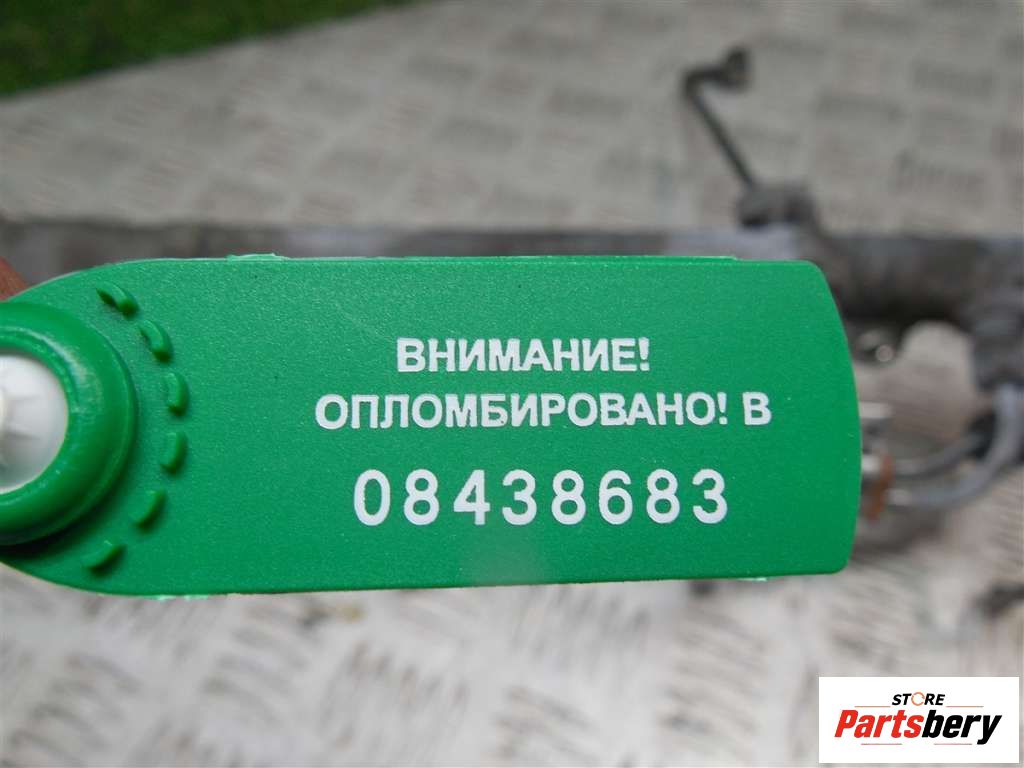 ВНИМАНИЕ!
ОПЛОМБИРОВАНО! В
08438683
STORE
Partsbery